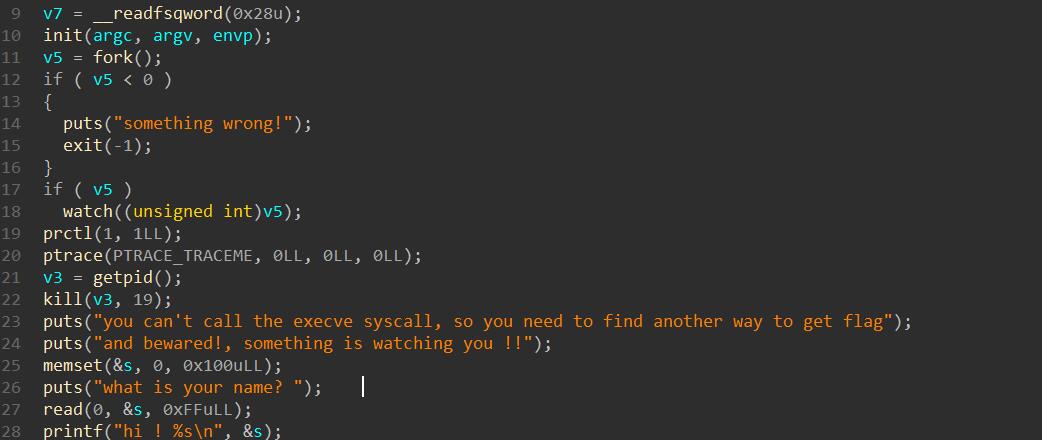 9 v7 = __readfsqword(0x28u);
10 init(argc, argv, envp);
11 v5 = fork();
12 if ( v5 < 0 )
13 {
14 puts("something wrong!");
15 exit(-1);
16 }
17 if ( v5 )
18 watch((unsigned int)v5);
19 prctl(1, 1LL);
20 ptrace(PTRACE_TRACEME, 0LL, 0LL, 0LL);
21 v3 = getpid();
22 kill(v3, 19);
23 puts("you can't call the execve syscall, so you need to find another way to get flag");
24 puts("and bewared!, something is watching you !!");
25 memset(&s, 0, 0x100uLL);
26 puts("what is your name? ");
27 read(0, &s, 0xFFuLL);
28 printf("hi ! %s\n", &s);